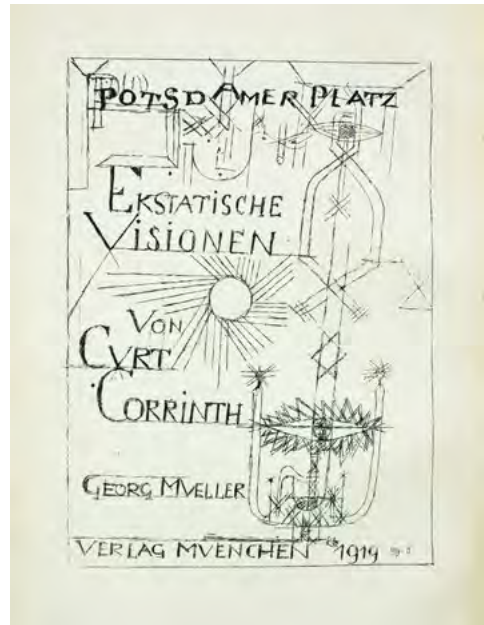 POTSDAMER PLATZ
EKSTATISCHE
VISIONEN
VON
CVRT
CORRINTH
GEORG MVELLER
VERLAG MVENCHEN 1919